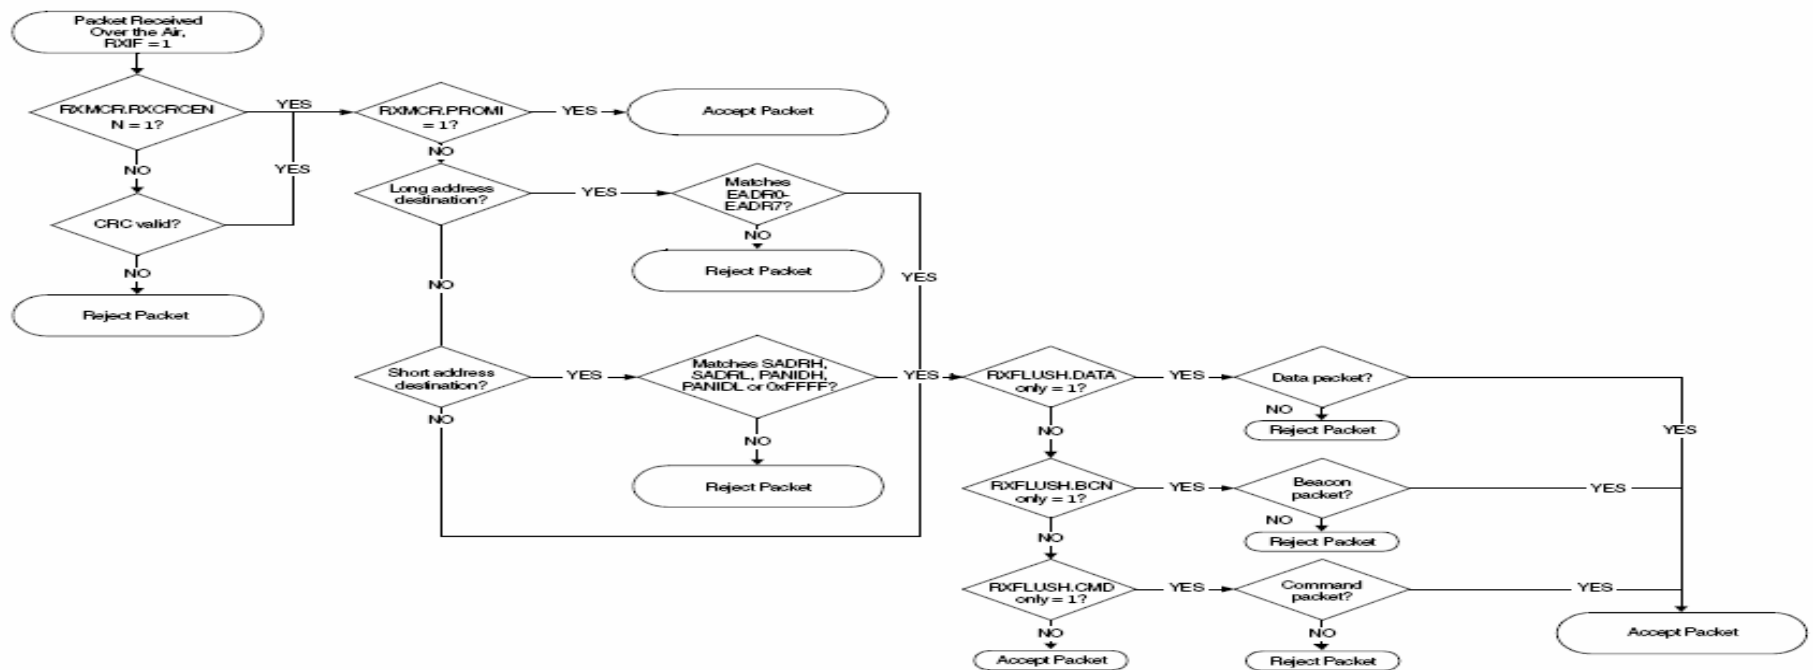 Packet Received
Over the Air,
RXIF = 1
RXMCR.RXCRCEN
N = 1?
YES
RXMCR.PROMI
= 1?
YES
Accept Packet
NO
YES
NO
CRC valid?
NO
Reject Packet
Long address
destination?
YES
Matches
EADR0-
EADR7?
NO
Reject Packet
YES
NO
Short address
destination?
YES
Matches SADRH,
SADRL, PANIDH,
PANIDL or 0xFFFF?
YES
NO
NO
Reject Packet
RXFLUSH.DATA
only = 1?
YES
Data packet?
NO
Reject Packet
YES
NO
RXFLUSH.BCN
only = 1?
YES
Beacon
packet?
YES
NO
Reject Packet
NO
RXFLUSH.CMD
only = 1?
YES
Command
packet?
YES
NO
Accept Packet
NO
Reject Packet
Accept Packet